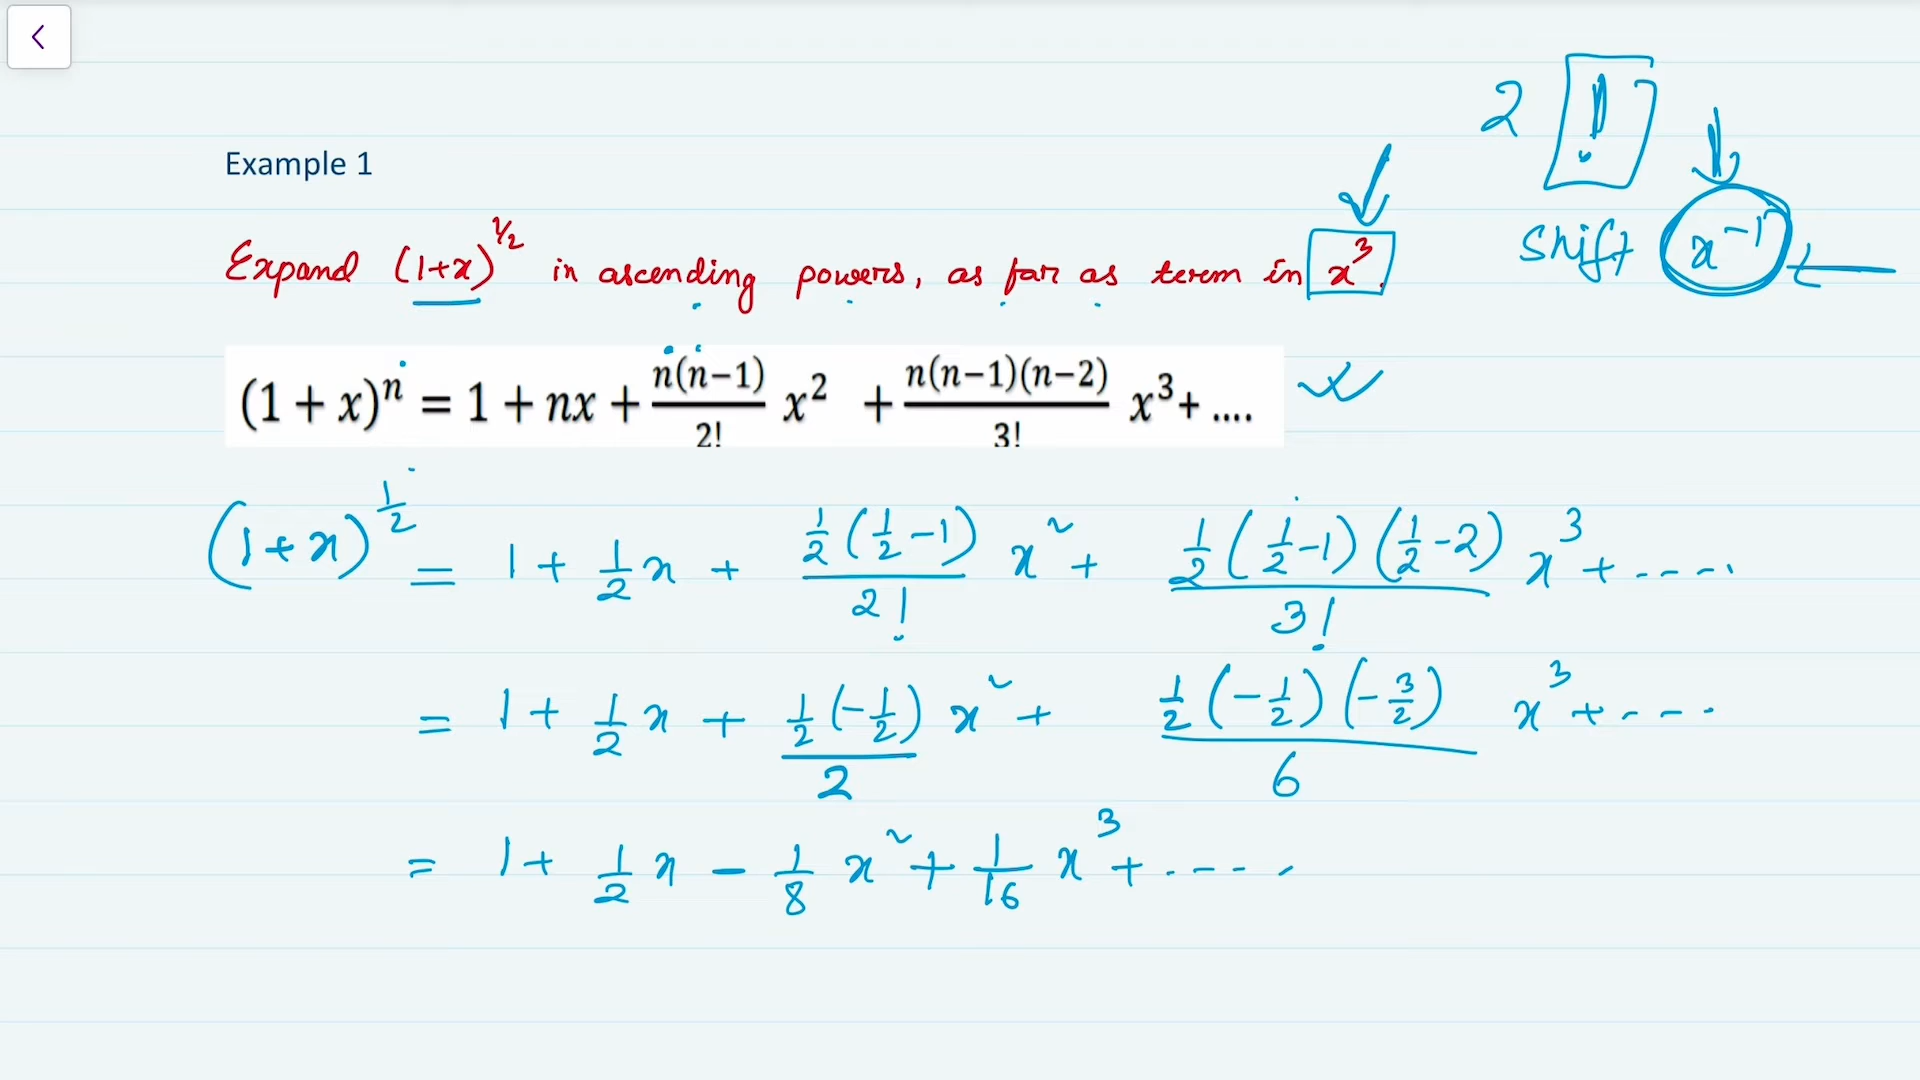 2 !
Example 1
Shift x⁻¹
Expand (1+x)^½ in ascending powers, as far as term in x³.
(1 + x)ⁿ = 1 + nx + n(n−1)/2! x² + n(n−1)(n−2)/3! x³+ ....
(1+x)^½ = 1 + ½x + ½(½−1)/2! x² + ½(½−1)(½−2)/3! x³ + ....
= 1 + ½x + ½(−½)/2 x² + ½(−½)(−3/2)/6 x³ + ....
= 1 + ½x − 1/8 x² + 1/16 x³ + ....